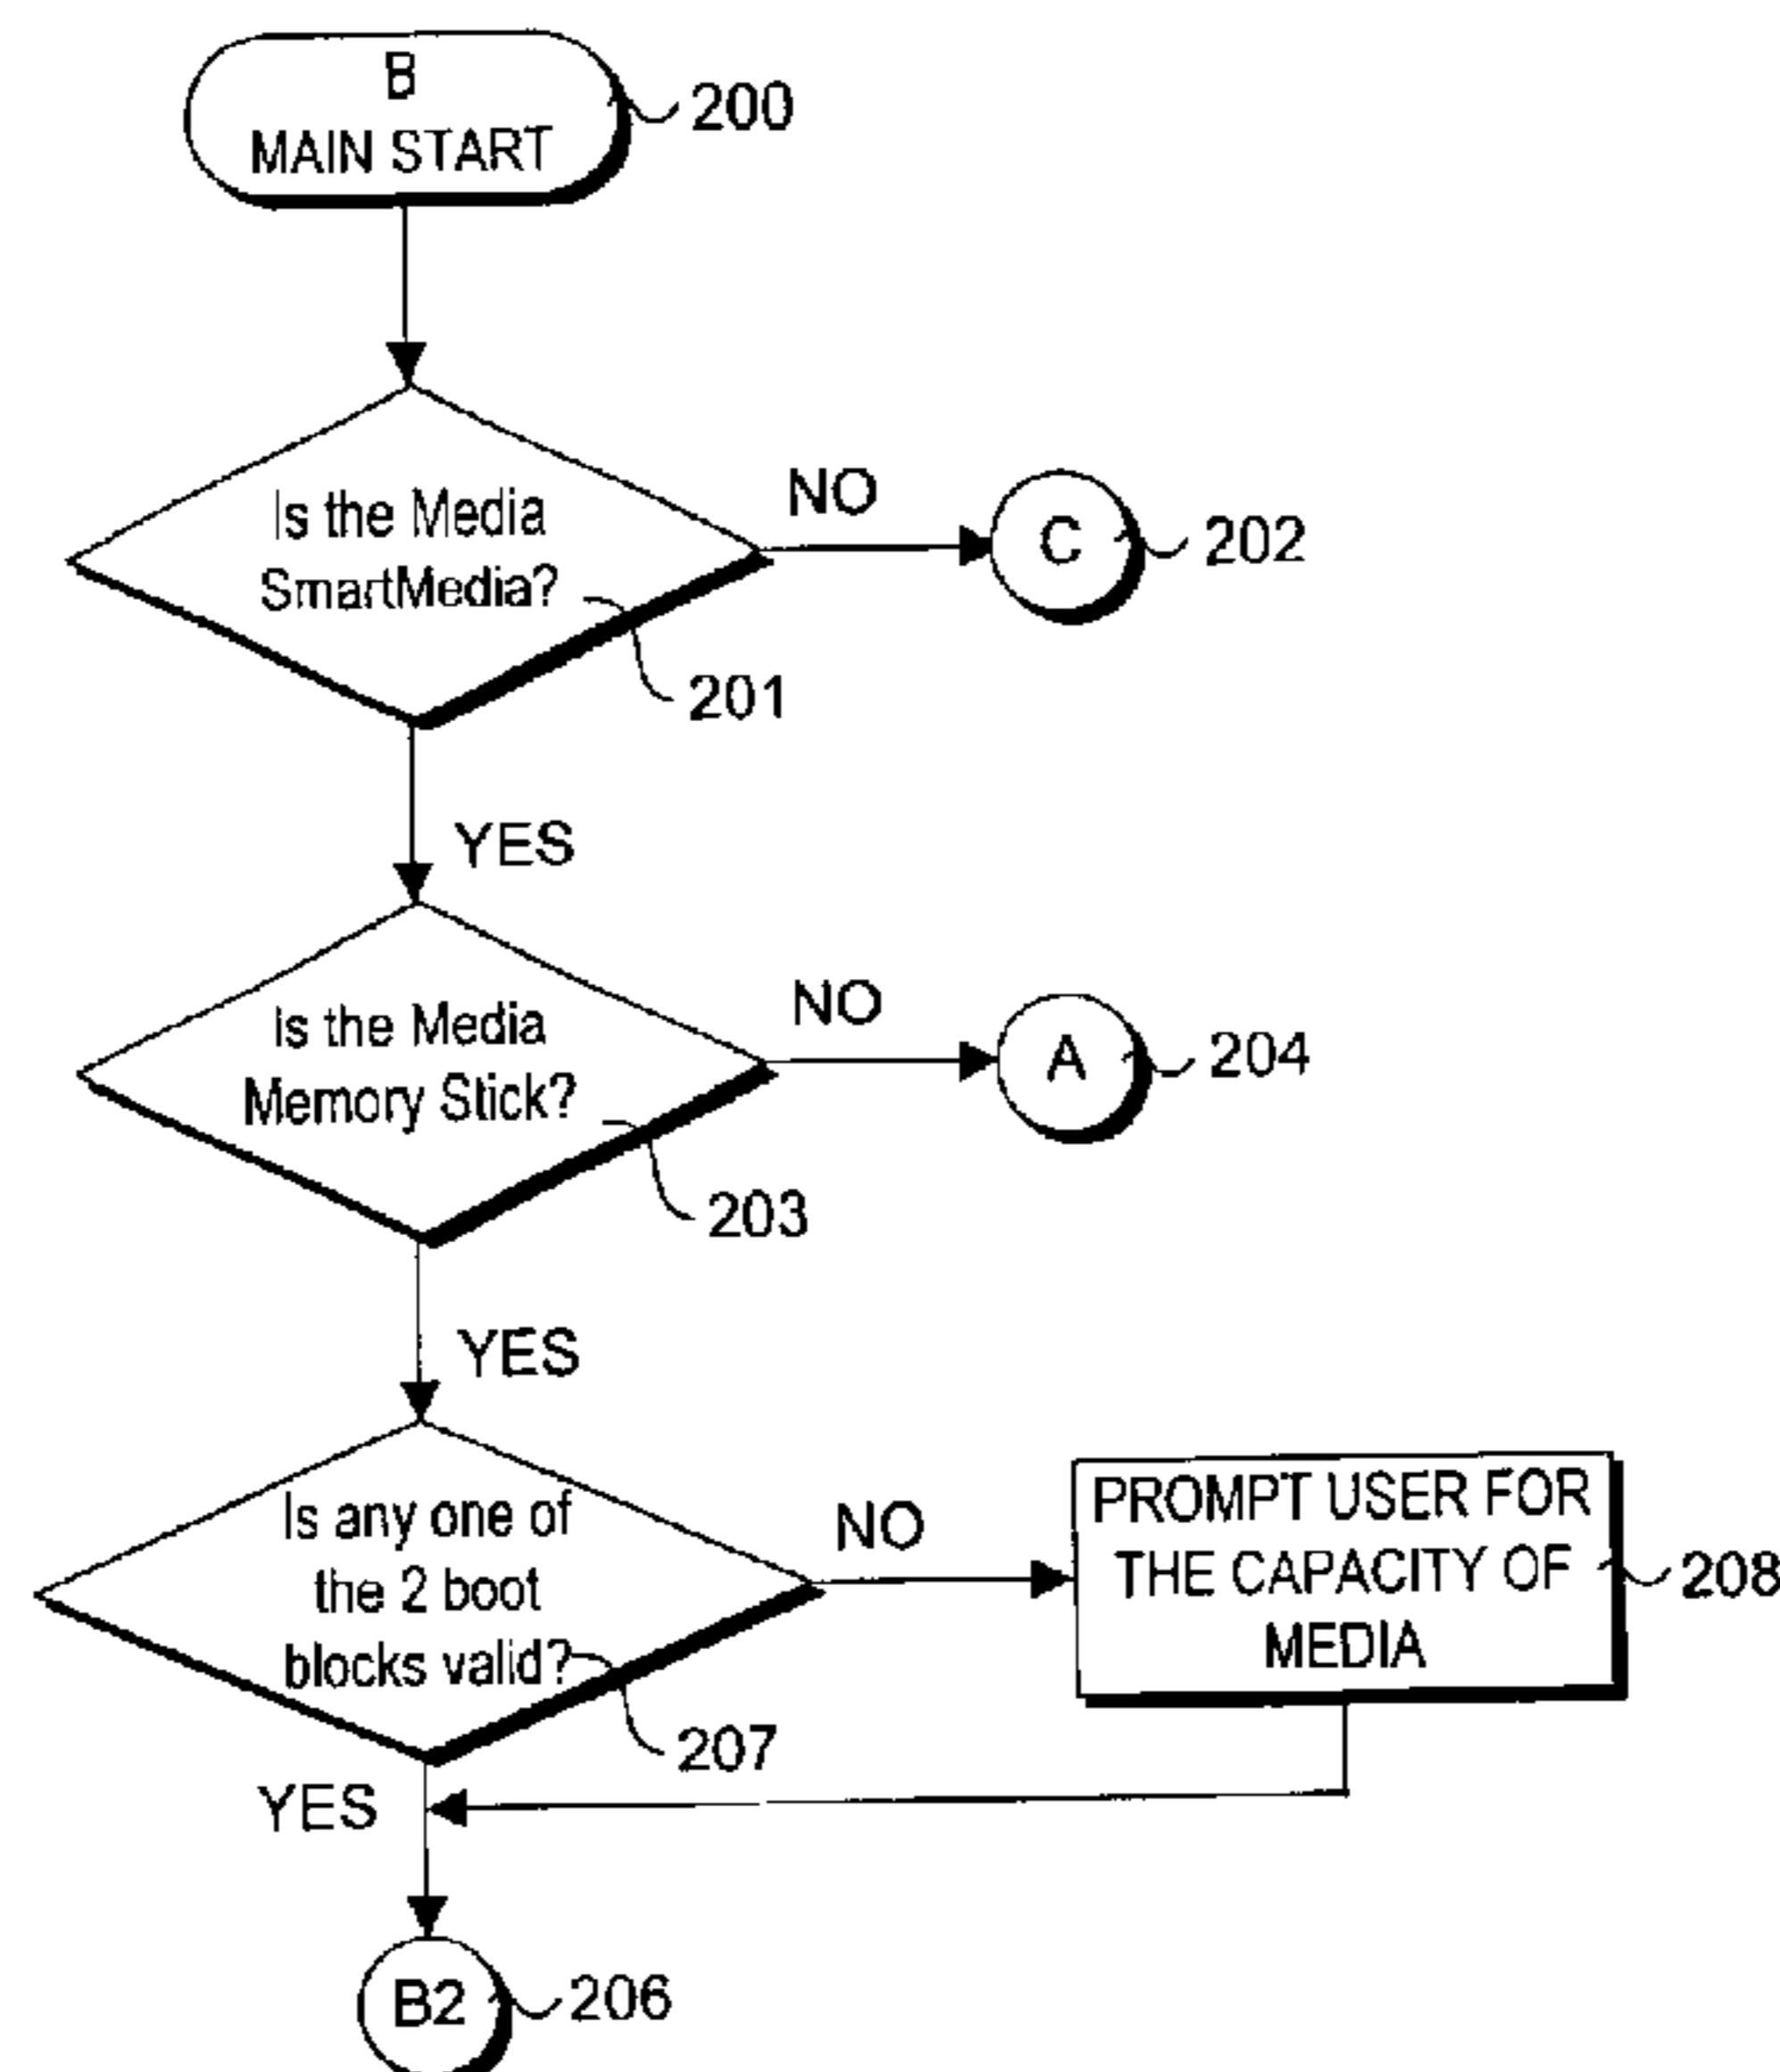 B
MAIN START
200
Is the Media
SmartMedia?
201
NO
C
202
YES
Is the Media
Memory Stick?
203
NO
A
204
YES
Is any one of
the 2 boot
blocks valid?
207
NO
PROMPT USER FOR
THE CAPACITY OF
MEDIA
208
YES
B2
206